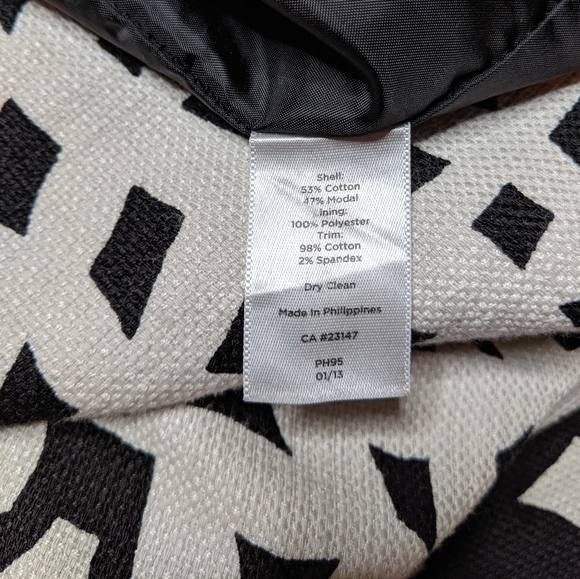 Shell:
53% Cotton
47% Modal
Lining:
100% Polyester
Trim:
98% Cotton
2% Spandex
Dry Clean
Made in Philippines
CA #23147
PH95
01/13